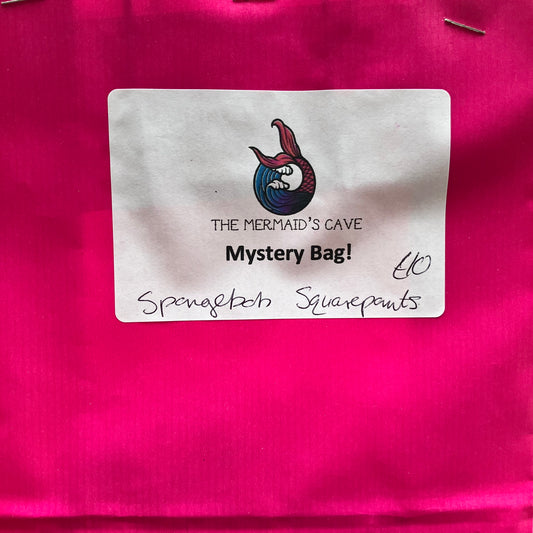 THE MERMAID'S CAVE
Mystery Bag!
£10
Spongebob Squarepants